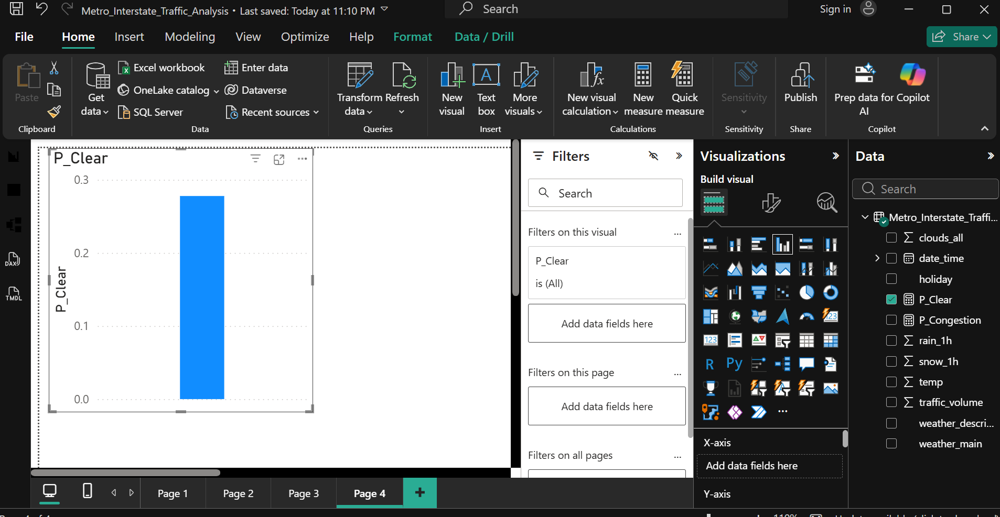 Metro_Interstate_Traffic_Analysis • Last saved: Today at 11:10 PM
Search
Sign in
File
Home
Insert
Modeling
View
Optimize
Help
Format
Data / Drill
Share
Paste
Clipboard
Get
data
Excel workbook
OneLake catalog
SQL Server
Enter data
Dataverse
Recent sources
Data
Transform
data
Refresh
Queries
New
visual
Text
box
More
visuals
Insert
New visual
calculation
New
measure
Quick
measure
Calculations
Sensitivity
Sensitivity
Publish
Share
Prep data for
AI
Copilot
Copilot
DAX
TMDL
P_Clear
0.3
0.2
0.1
0.0
P_Clear
Filters
Search
Filters on this visual
...
P_Clear
is (All)
Add data fields here
Filters on this page
...
Add data fields here
Filters on all pages
...
Visualizations
Build visual
123
123
R
Py
...
X-axis
Add data fields here
Y-axis
Data
Search
Metro_Interstate_Traffi...
clouds_all
date_time
holiday
P_Clear
P_Congestion
rain_1h
snow_1h
temp
traffic_volume
weather_descri...
weather_main
Page 1
Page 2
Page 3
Page 4
+
110%